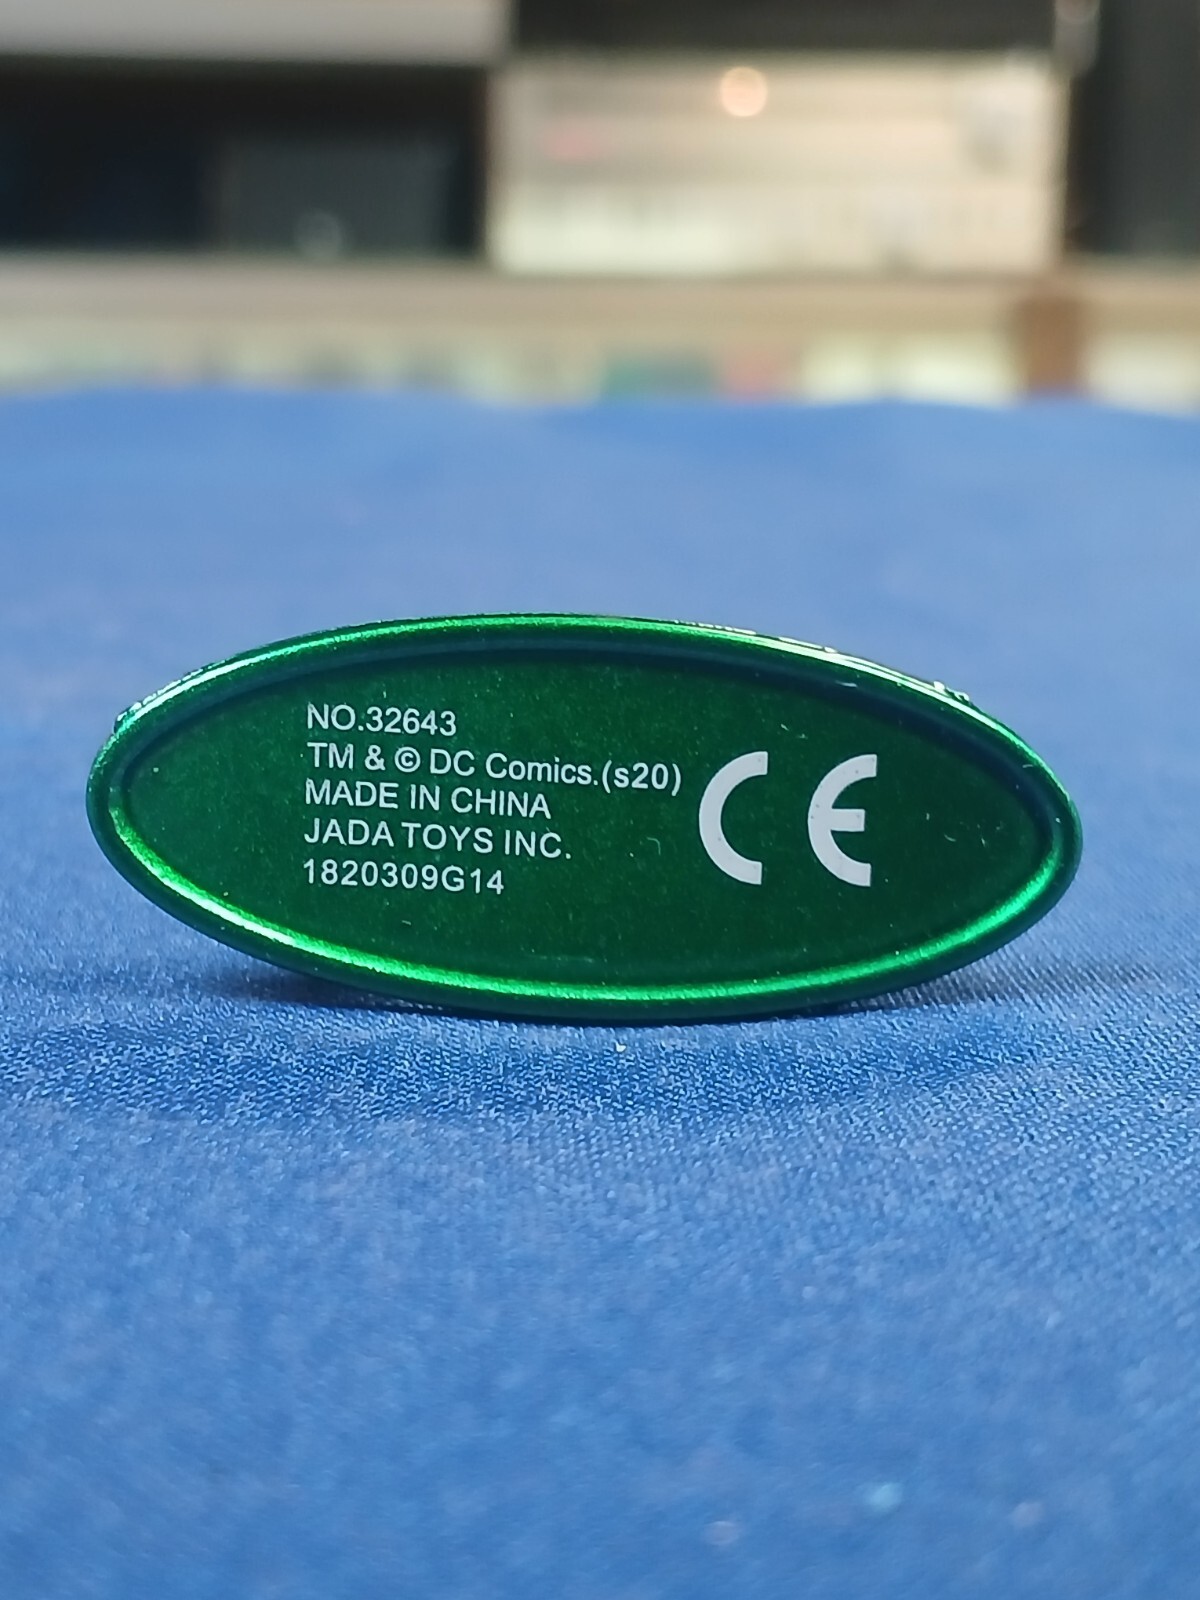 NO.32643
TM & © DC Comics.(s20)
MADE IN CHINA
JADA TOYS INC.
1820309G14
CE